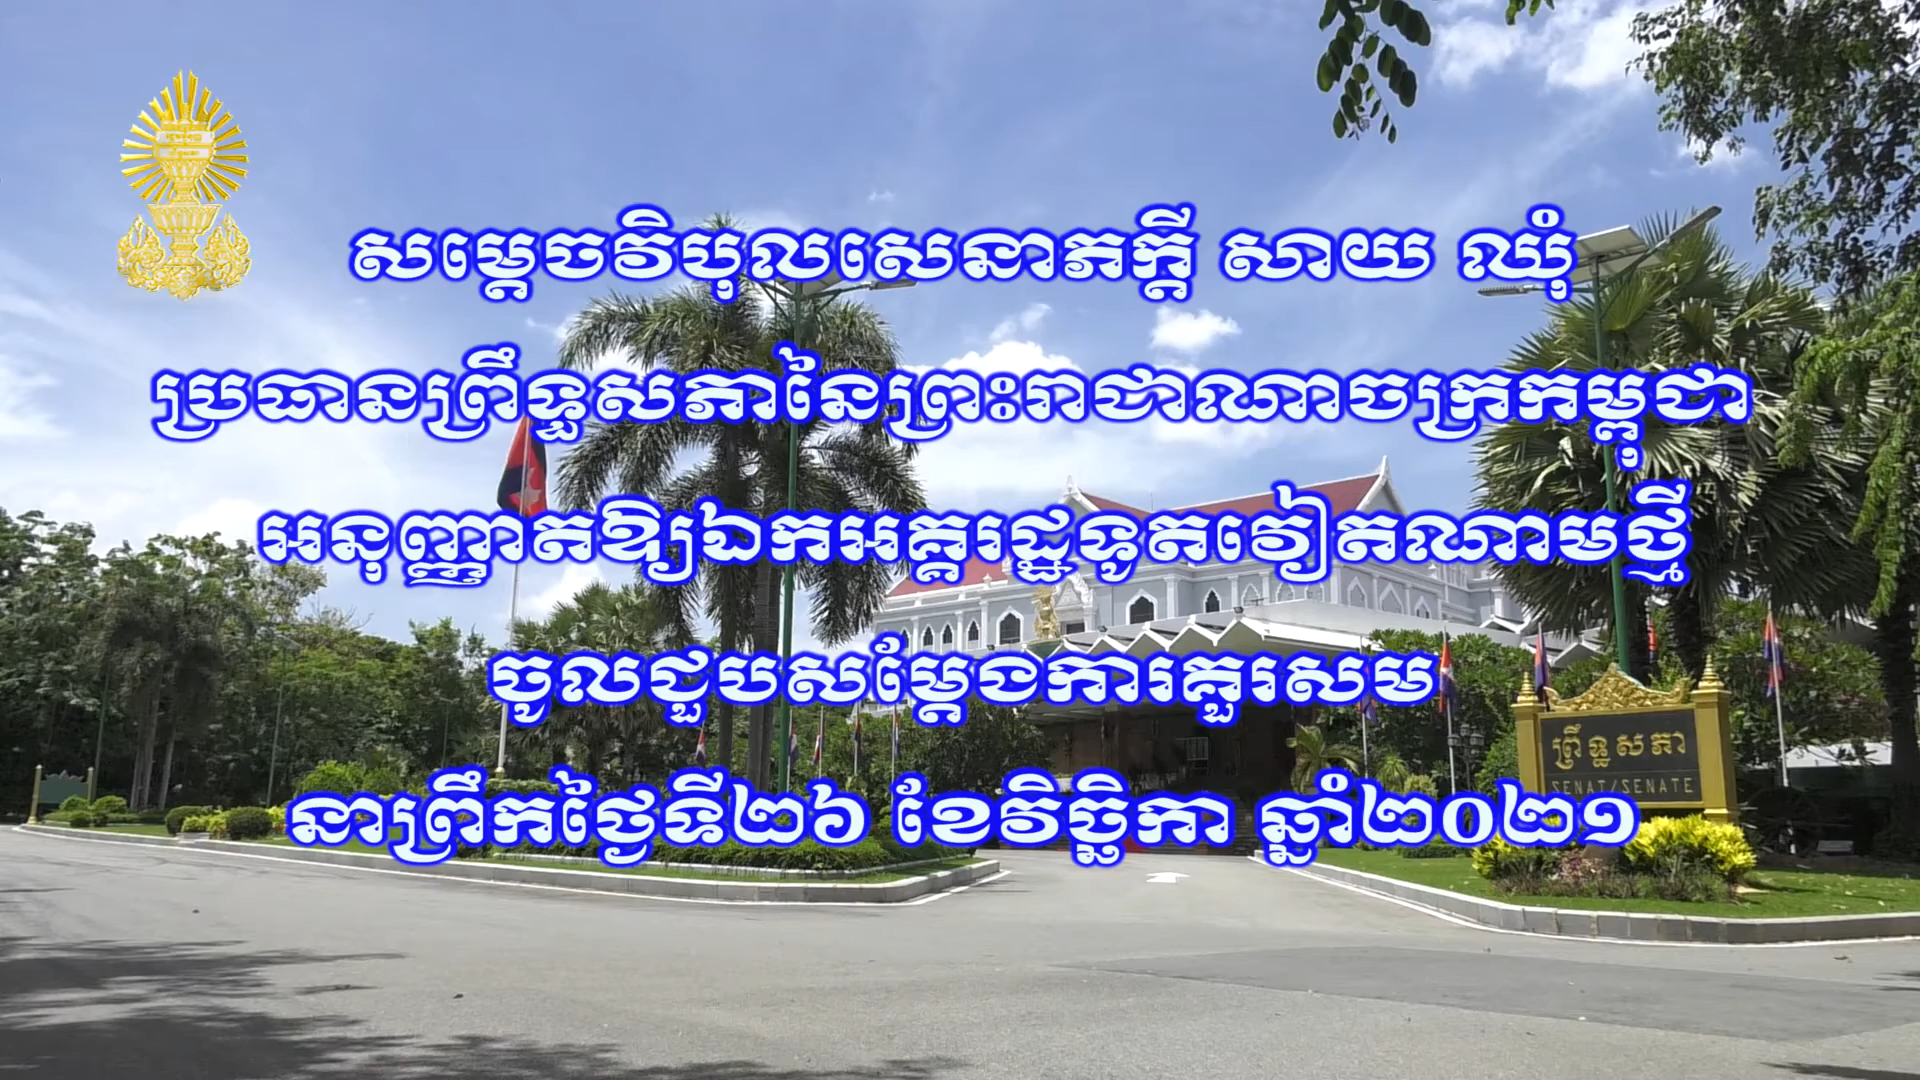 សម្តេចវិបុលសេនាភក្តី សាយ ឈុំ
ប្រធានព្រឹទ្ធសភានៃព្រះរាជាណាចក្រកម្ពុជា
អនុញ្ញាតឱ្យឯកអគ្គរដ្ឋទូតវៀតណាមថ្មី
ចូលជួបសម្តែងការគួរសម
នាព្រឹកថ្ងៃទី២៦ ខែវិច្ឆិកា ឆ្នាំ២០២១
ព្រឹទ្ធសភា
SENAT/SENATE